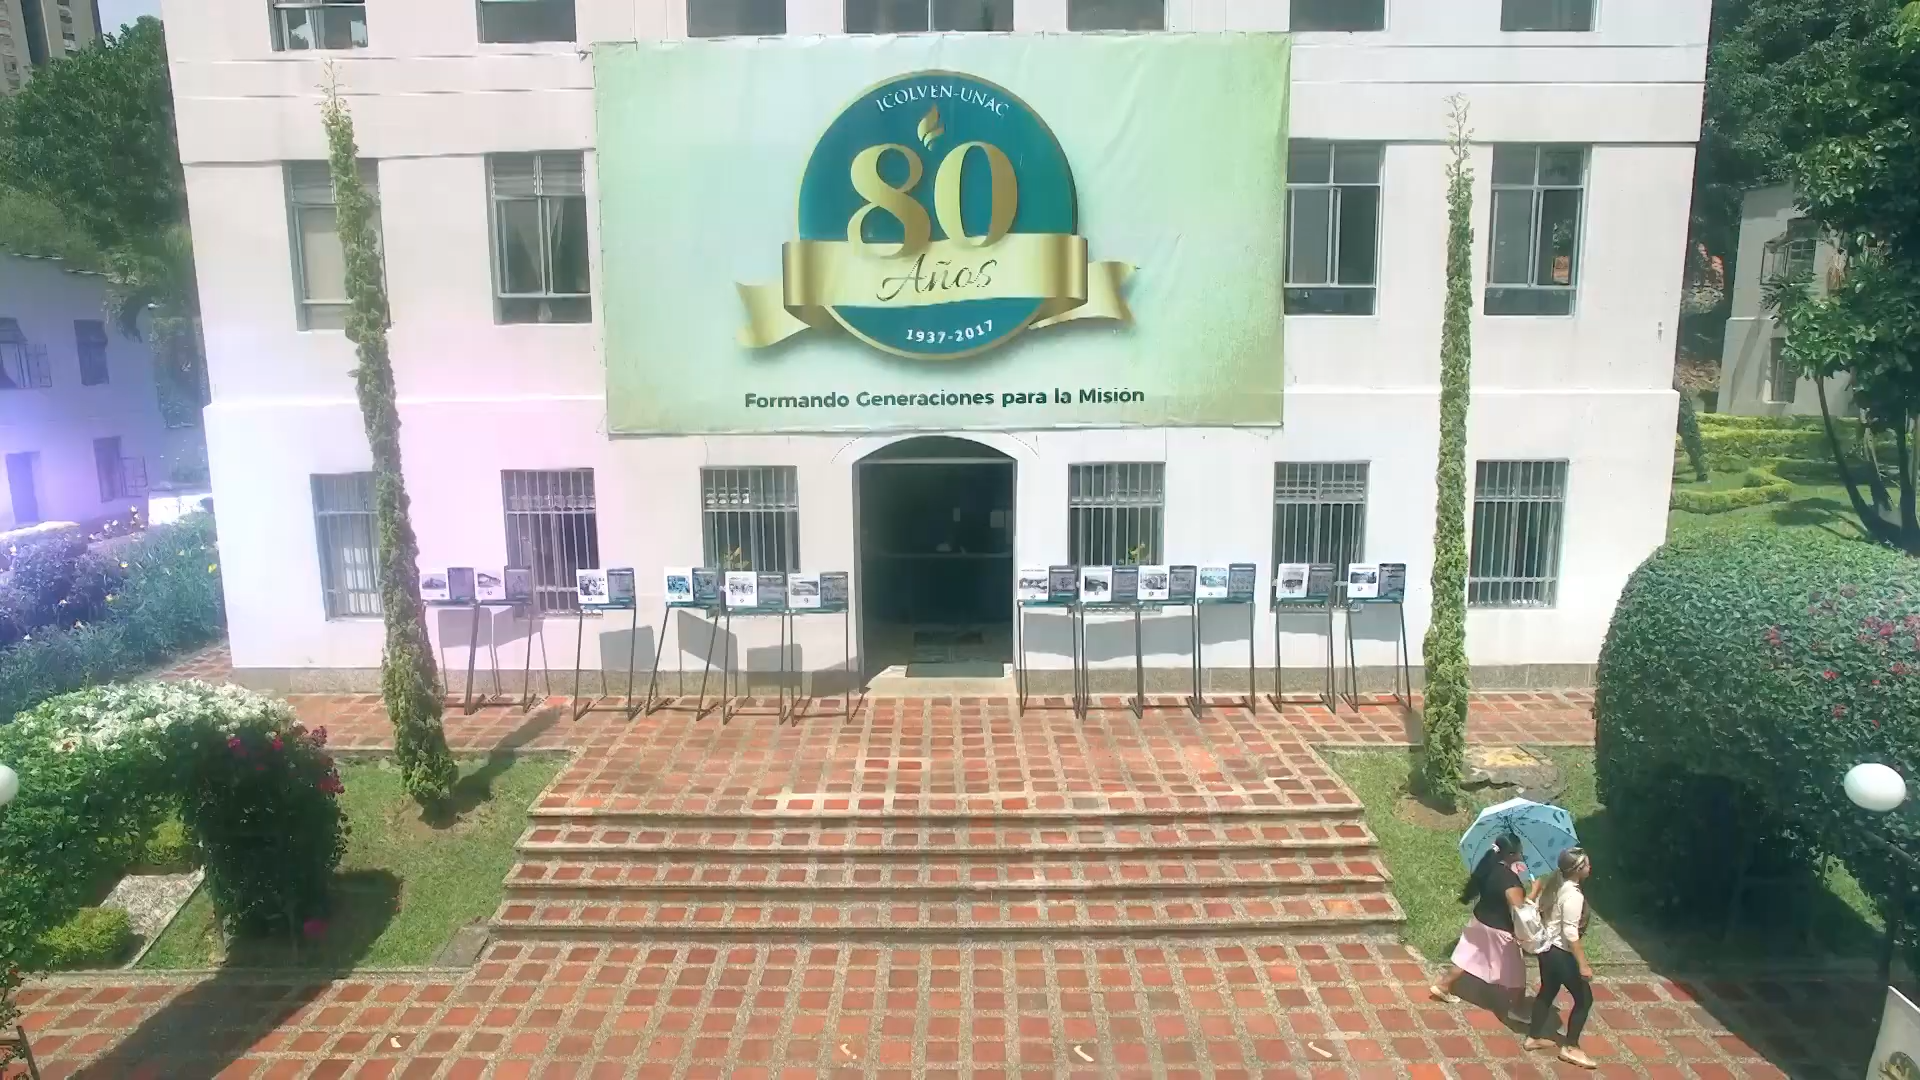 ICOLVEN-UNAC
80
Años
1937-2017
Formando Generaciones para la Misión